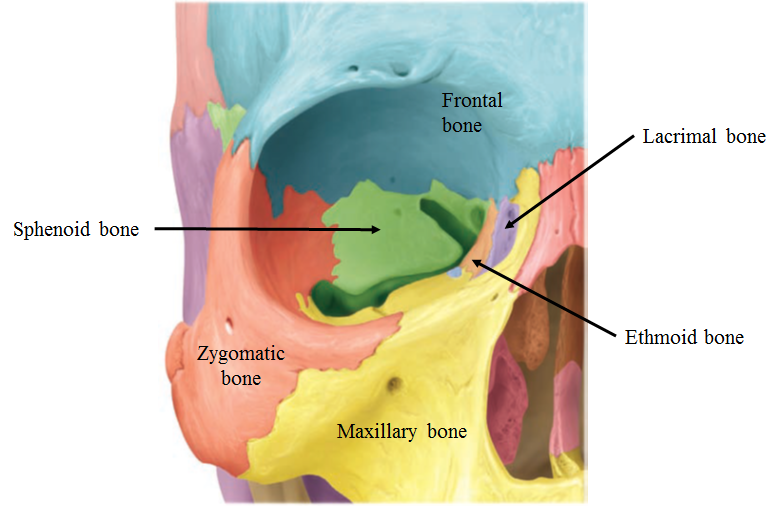 Frontal
bone
Lacrimal bone
Sphenoid bone
Ethmoid bone
Zygomatic
bone
Maxillary bone